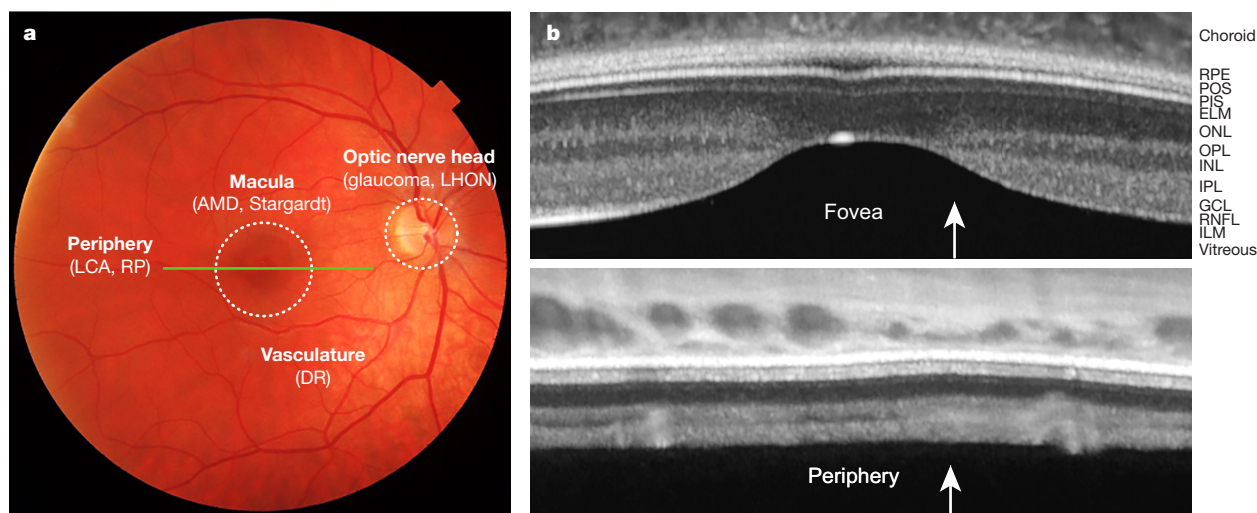 a
Optic nerve head
(glaucoma, LHON)
Macula
(AMD, Stargardt)
Periphery
(LCA, RP)
Vasculature
(DR)
b
Fovea
Choroid
RPE
POS
PIS
ELM
ONL
OPL
INL
IPL
GCL
RNFL
ILM
Vitreous
Periphery